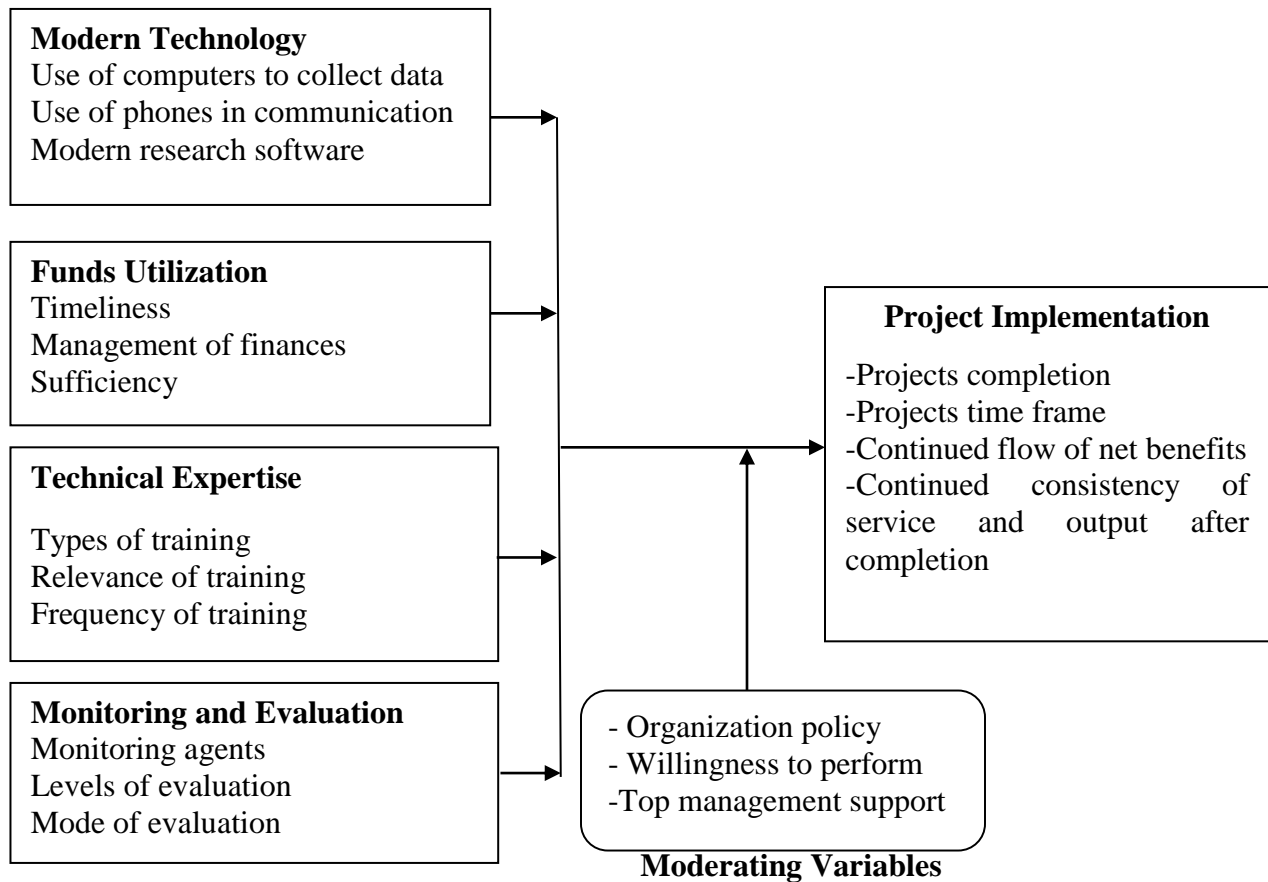 Modern Technology
Use of computers to collect data
Use of phones in communication
Modern research software
Funds Utilization
Timeliness
Management of finances
Sufficiency
Technical Expertise
Types of training
Relevance of training
Frequency of training
Monitoring and Evaluation
Monitoring agents
Levels of evaluation
Mode of evaluation
Project Implementation
-Projects completion
-Projects time frame
-Continued flow of net benefits
-Continued consistency of
service and output after
completion
- Organization policy
- Willingness to perform
-Top management support
Moderating Variables